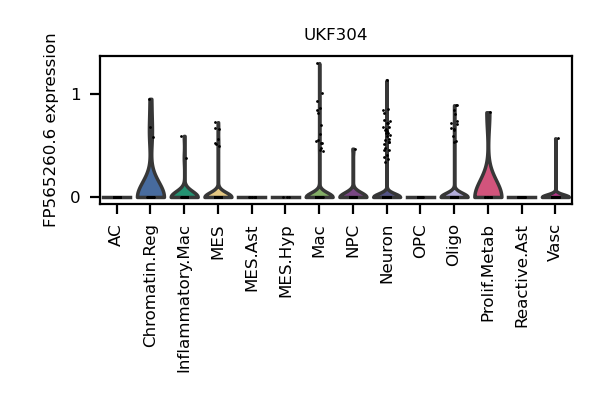 UKF304
FP565260.6 expression
1
0
AC
Chromatin.Reg
Inflammatory.Mac
MES
MES.Ast
MES.Hyp
Mac
NPC
Neuron
OPC
Oligo
Prolif.Metab
Reactive.Ast
Vasc